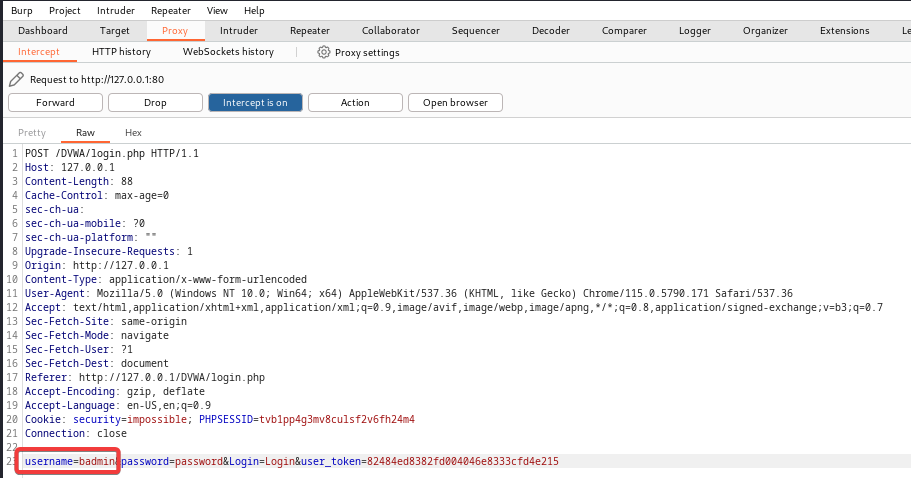 Burp Project Intruder Repeater View Help
Dashboard Target Proxy Intruder Repeater Collaborator Sequencer Decoder Comparer Logger Organizer Extensions Le
Intercept HTTP history WebSockets history Proxy settings
Request to http://127.0.0.1:80
Forward Drop Intercept is on Action Open browser
Pretty Raw Hex
1 POST /DVWA/login.php HTTP/1.1
2 Host: 127.0.0.1
3 Content-Length: 88
4 Cache-Control: max-age=0
5 sec-ch-ua:
6 sec-ch-ua-mobile: ?0
7 sec-ch-ua-platform: ""
8 Upgrade-Insecure-Requests: 1
9 Origin: http://127.0.0.1
10 Content-Type: application/x-www-form-urlencoded
11 User-Agent: Mozilla/5.0 (Windows NT 10.0; Win64; x64) AppleWebKit/537.36 (KHTML, like Gecko) Chrome/115.0.5790.171 Safari/537.36
12 Accept: text/html,application/xhtml+xml,application/xml;q=0.9,image/avif,image/webp,image/apng,*/*;q=0.8,application/signed-exchange;v=b3;q=0.7
13 Sec-Fetch-Site: same-origin
14 Sec-Fetch-Mode: navigate
15 Sec-Fetch-User: ?1
16 Sec-Fetch-Dest: document
17 Referer: http://127.0.0.1/DVWA/login.php
18 Accept-Encoding: gzip, deflate
19 Accept-Language: en-US,en;q=0.9
20 Cookie: security=impossible; PHPSESSID=tvb1pp4g3mv8culsf2v6fh24m4
21 Connection: close
22
23 username=badmin&password=password&Login=Login&user_token=82484ed8382fd004046e8333cfd4e215